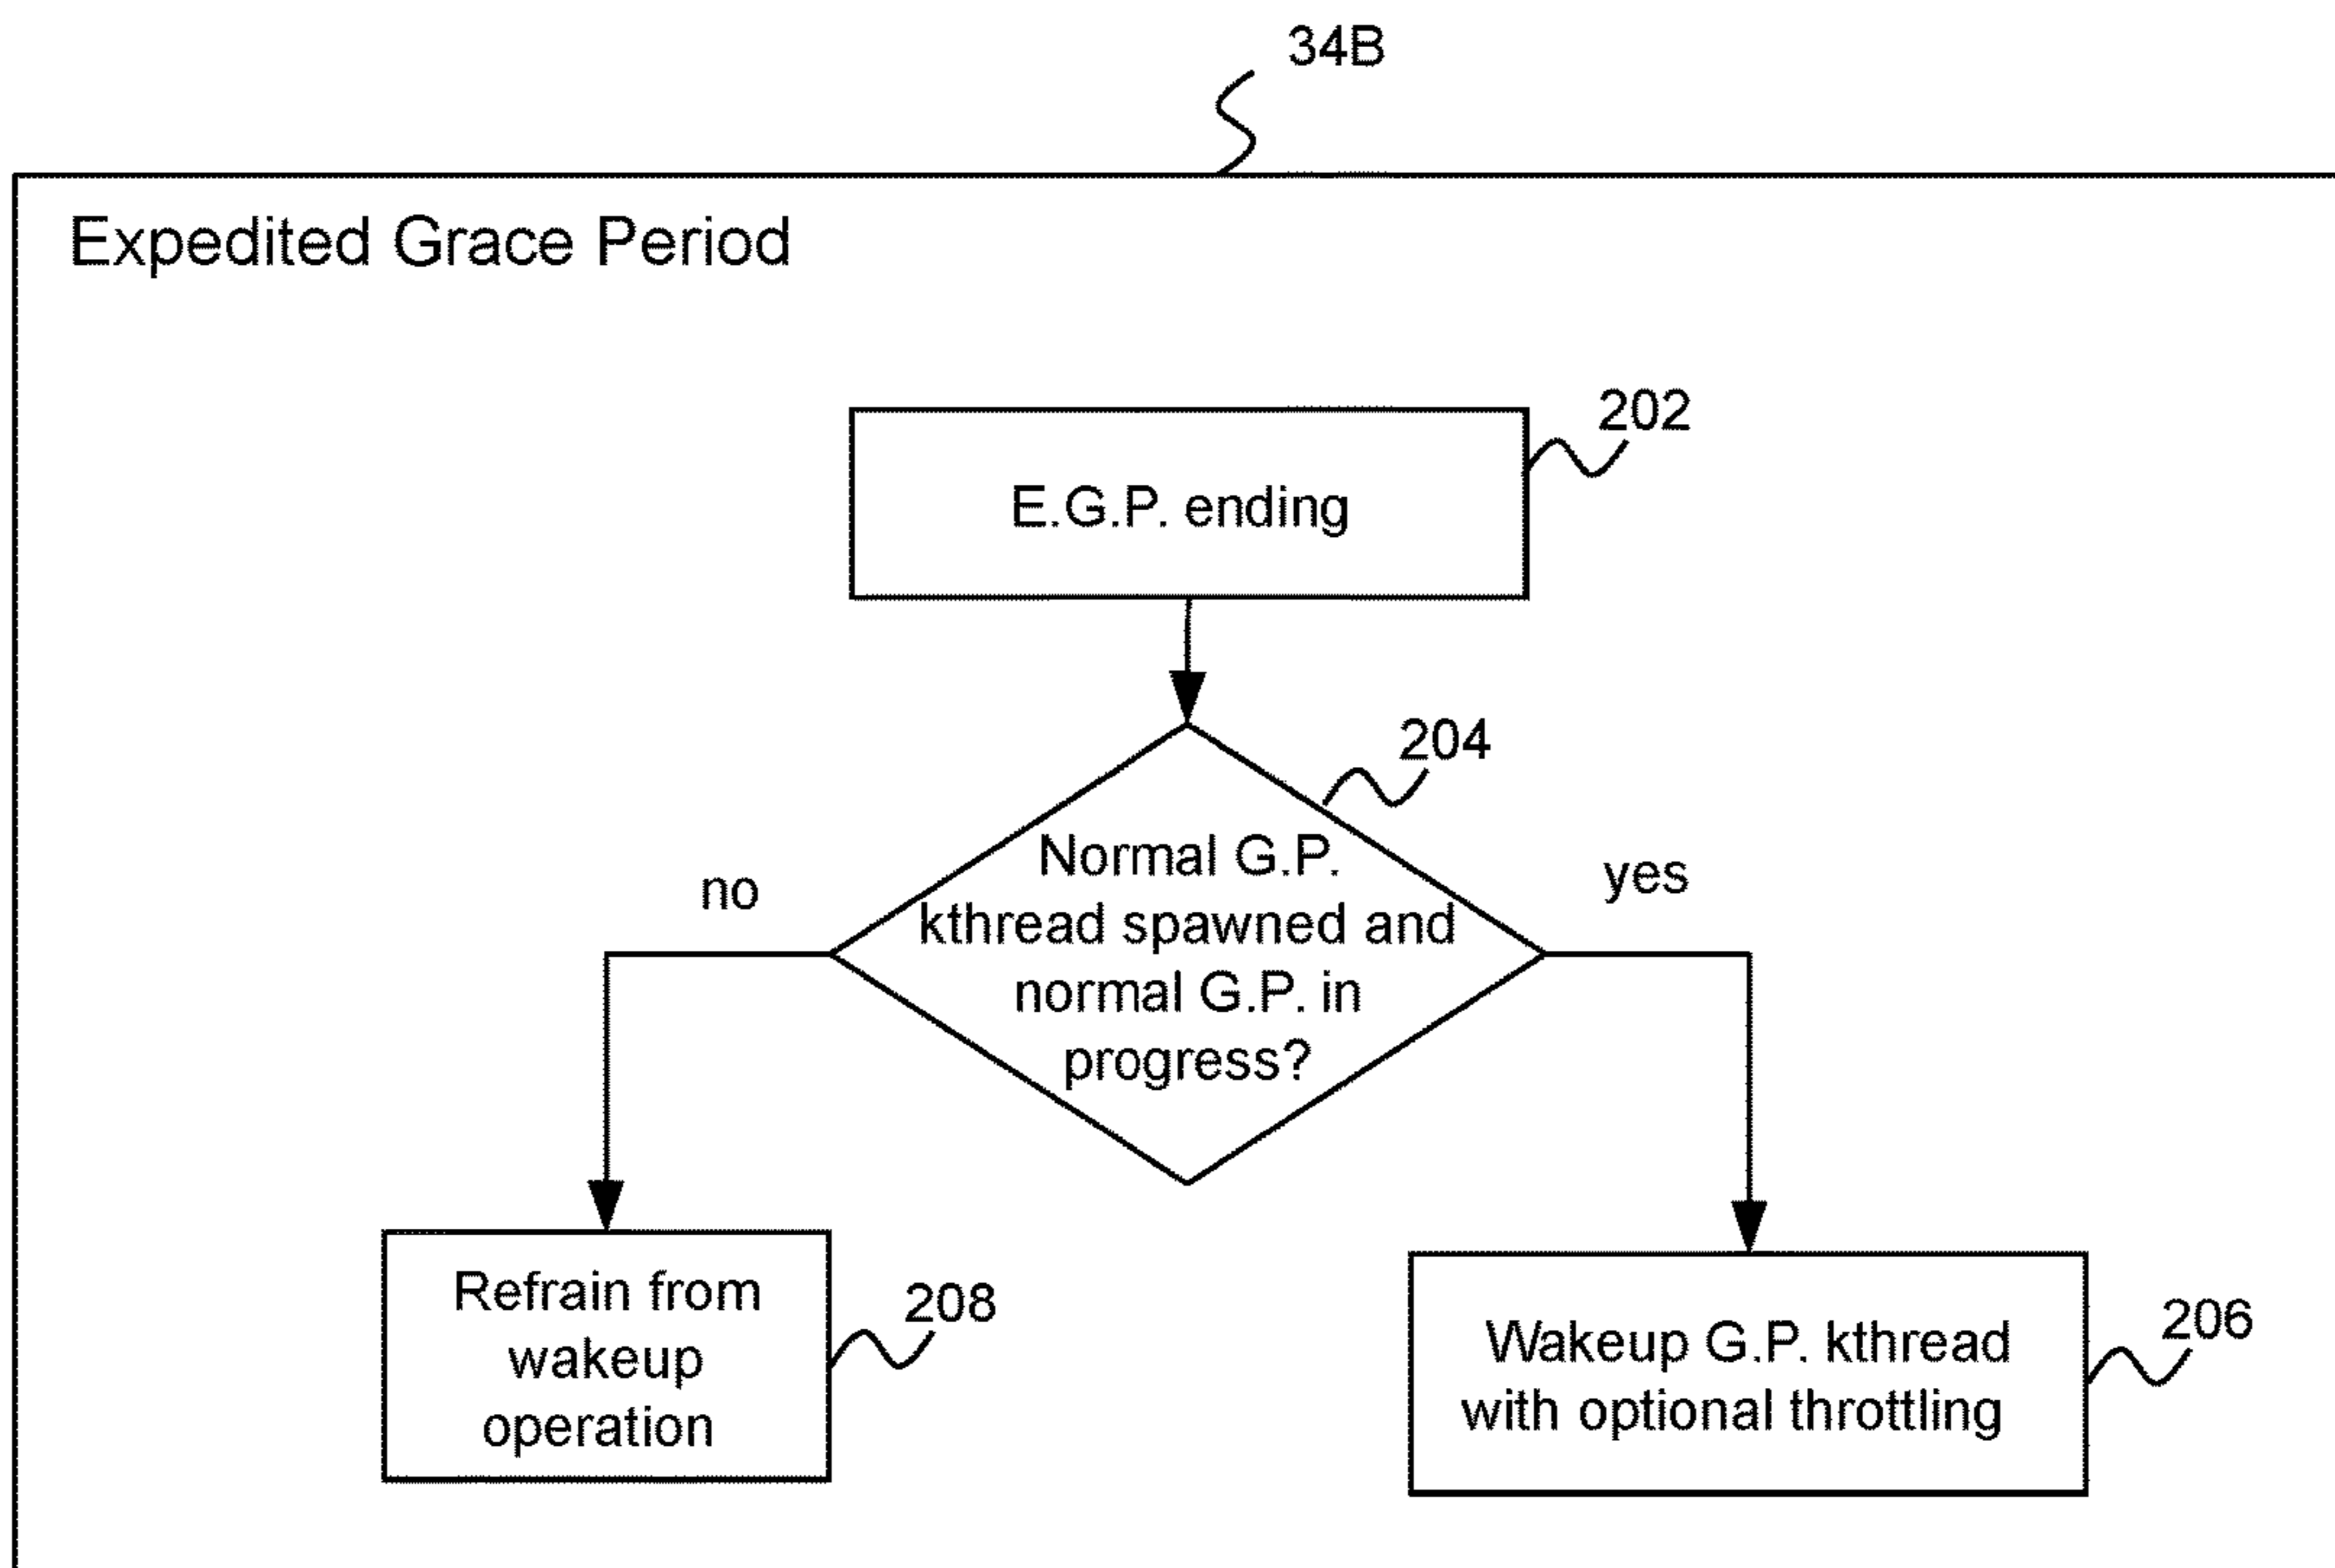 34B
Expedited Grace Period
202
E.G.P. ending
204
Normal G.P.
kthread spawned and
normal G.P. in
progress?
no
yes
Refrain from
wakeup
operation
208
Wakeup G.P. kthread
with optional throttling
206